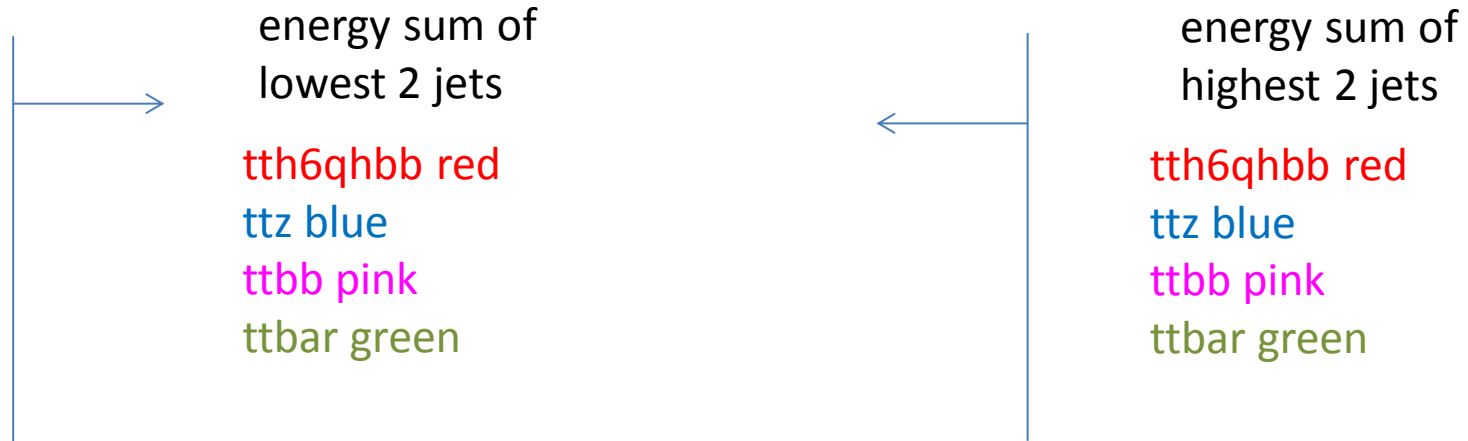 energy sum of
lowest 2 jets
tth6qhbb red
ttz blue
ttbb pink
ttbar green
energy sum of
highest 2 jets
tth6qhbb red
ttz blue
ttbb pink
ttbar green